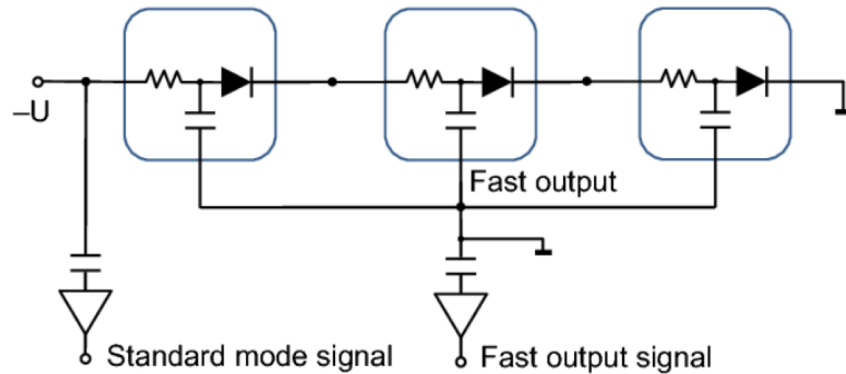 –U
Fast output
Standard mode signal
Fast output signal